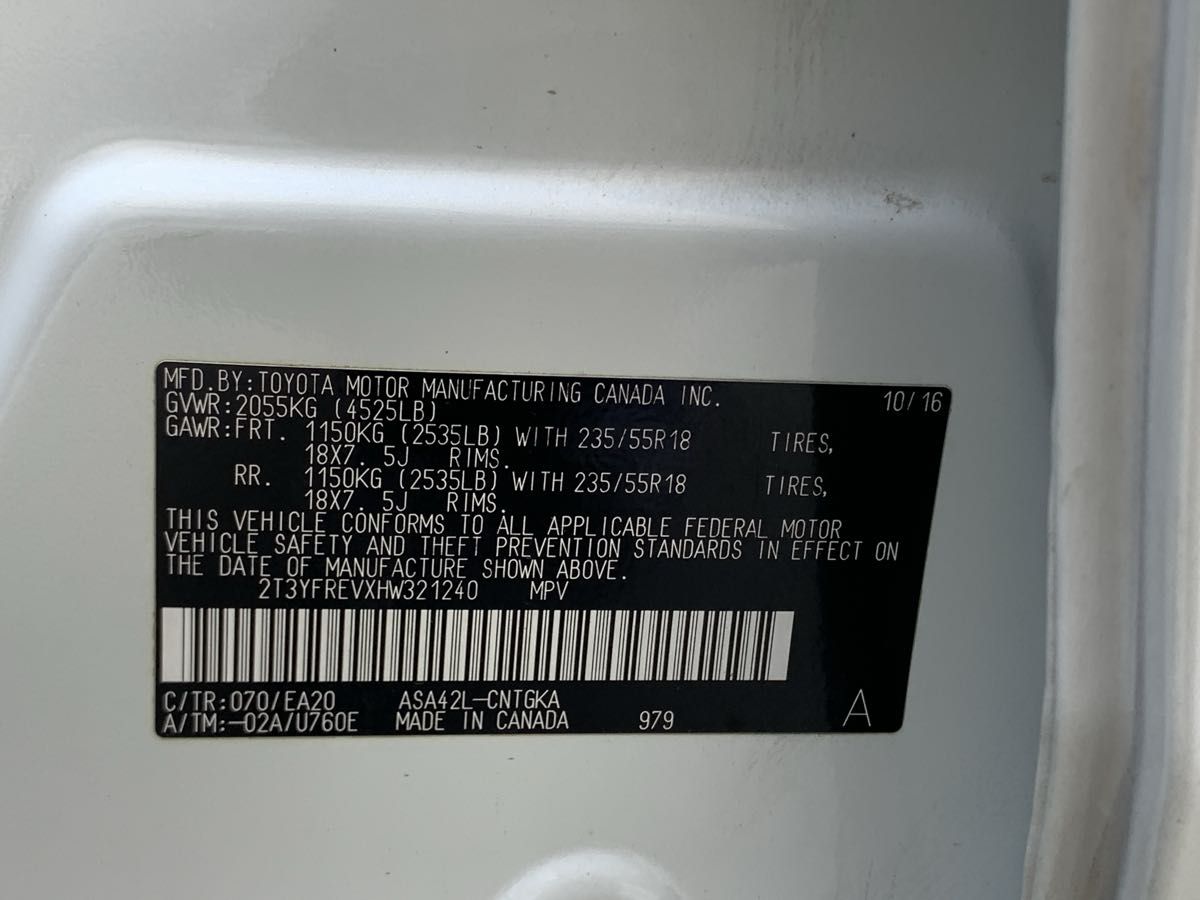 MFD.BY:TOYOTA MOTOR MANUFACTURING CANADA INC. 10/16
GVWR:2055KG (4525LB)
GAWR:FRT. 1150KG (2535LB) WITH 235/55R18 TIRES,
18X7. 5J RIMS.
RR. 1150KG (2535LB) WITH 235/55R18 TIRES,
18X7. 5J RIMS.
THIS VEHICLE CONFORMS TO ALL APPLICABLE FEDERAL MOTOR
VEHICLE SAFETY AND THEFT PREVENTION STANDARDS IN EFFECT ON
THE DATE OF MANUFACTURE SHOWN ABOVE.
2T3YFREVXHW321240 MPV
C/TR:070/EA20 ASA42L-CNTGKA
A/TM:-02A/U760E MADE IN CANADA 979 A